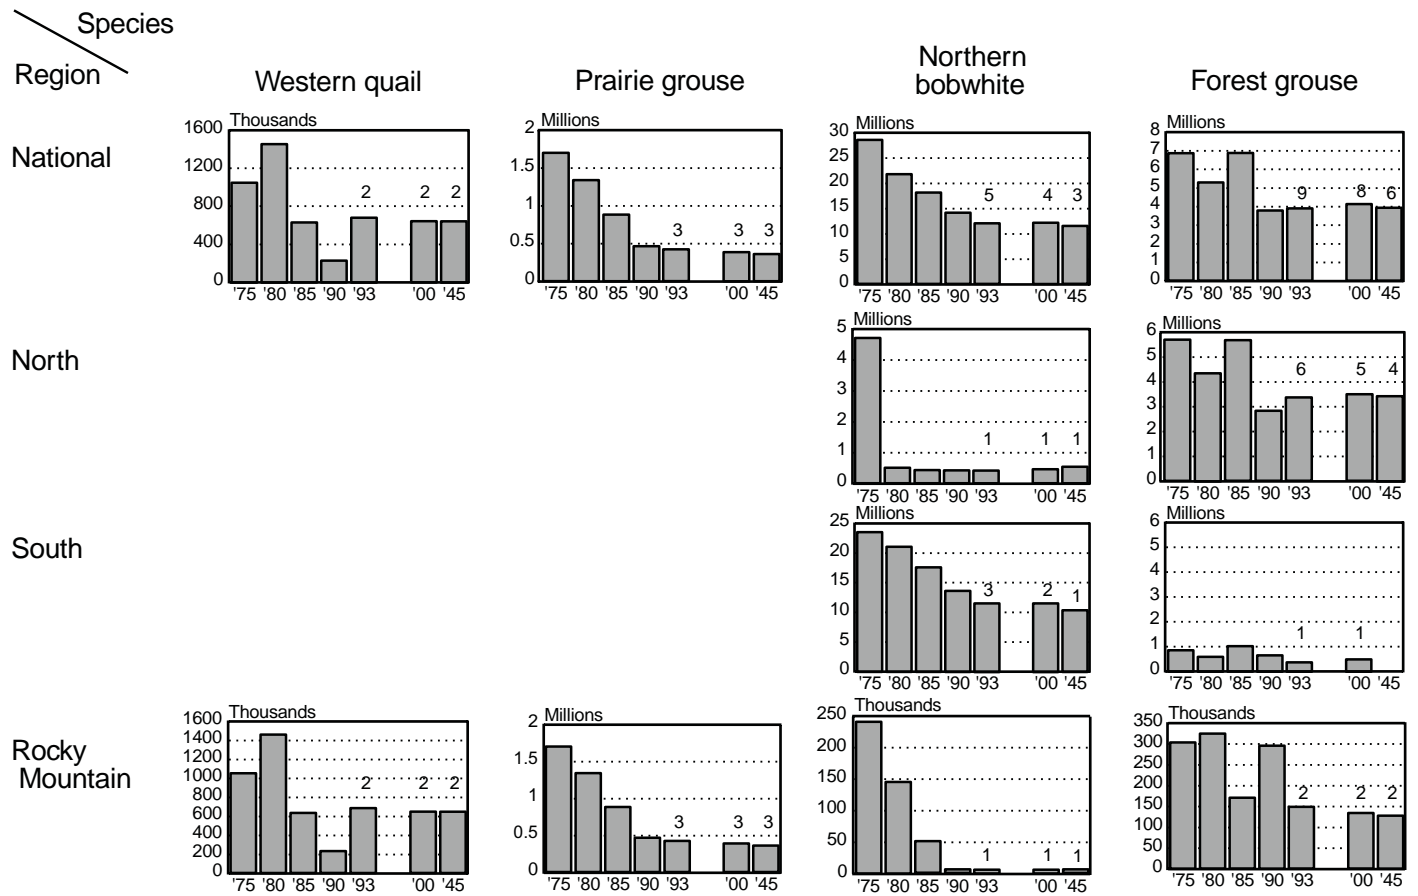 Species
Region
Western quail
Prairie grouse
Northern
bobwhite
Forest grouse
National
Thousands
1600
1200
800
400
0
2 2 2
'75 '80 '85 '90 '93 '00 '45
Millions
2
1.5
1
0.5
0
3 3 3
'75 '80 '85 '90 '93 '00 '45
Millions
30
25
20
15
10
5
0
5 4 3
'75 '80 '85 '90 '93 '00 '45
Millions
8
7
6
5
4
3
2
1
0
9 8 6
'75 '80 '85 '90 '93 '00 '45
North
Millions
5
4
3
2
1
0
1 1 1
'75 '80 '85 '90 '93 '00 '45
Millions
6
5
4
3
2
1
0
6 5 4
'75 '80 '85 '90 '93 '00 '45
South
Millions
25
20
15
10
5
0
3 2 1
'75 '80 '85 '90 '93 '00 '45
Millions
6
5
4
3
2
1
0
1 1
'75 '80 '85 '90 '93 '00 '45
Rocky
Mountain
Thousands
1600
1400
1200
1000
800
600
400
200
0
2 2 2
'75 '80 '85 '90 '93 '00 '45
Millions
2
1.5
1
0.5
0
3 3 3
'75 '80 '85 '90 '93 '00 '45
Thousands
250
200
150
100
50
0
1 1 1
'75 '80 '85 '90 '93 '00 '45
Thousands
350
300
250
200
150
100
50
0
2 2 2
'75 '80 '85 '90 '93 '00 '45